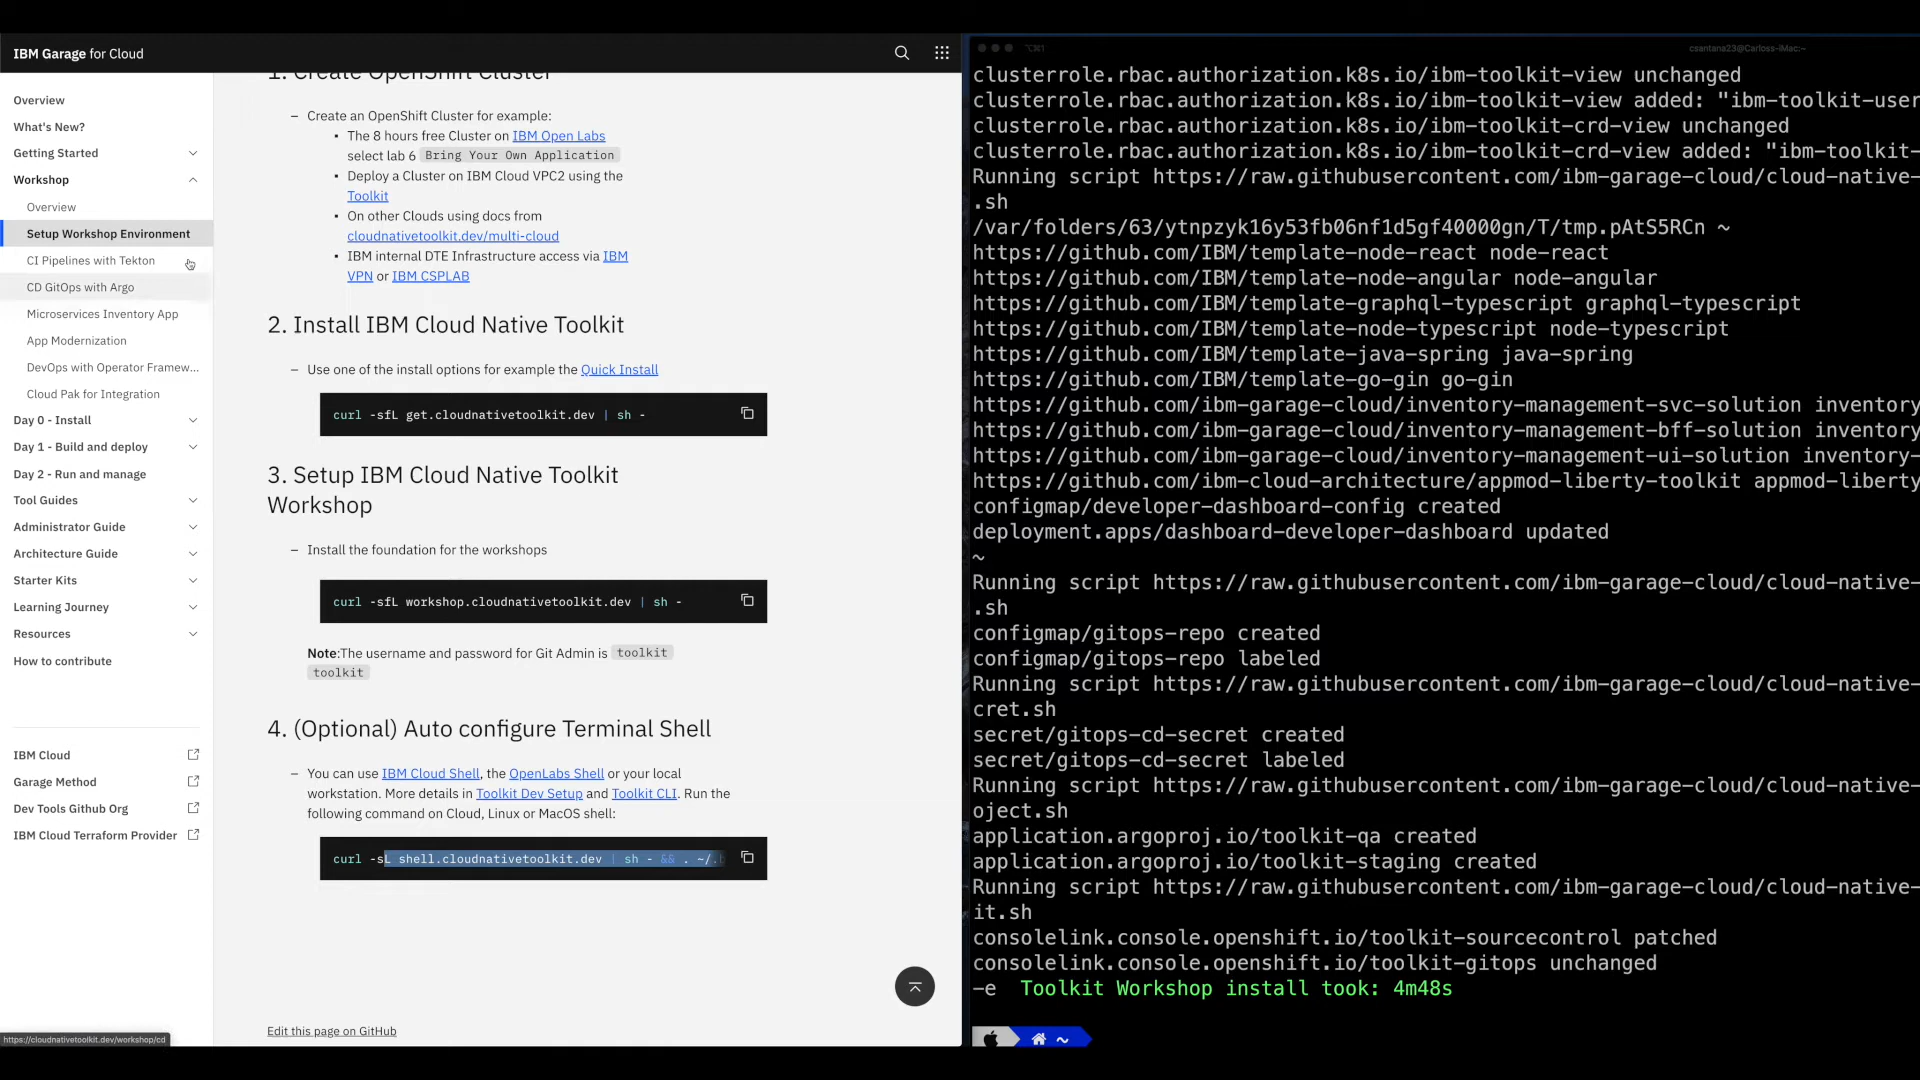 IBM Garage for Cloud
Overview
What's New?
Getting Started
Workshop
Overview
Setup Workshop Environment
CI Pipelines with Tekton
CD GitOps with Argo
Microservices Inventory App
App Modernization
DevOps with Operator Framew...
Cloud Pak for Integration
Day 0 - Install
Day 1 - Build and deploy
Day 2 - Run and manage
Tool Guides
Administrator Guide
Architecture Guide
Starter Kits
Learning Journey
Resources
How to contribute
IBM Cloud
Garage Method
Dev Tools Github Org
IBM Cloud Terraform Provider
https://cloudnativetoolkit.dev/workshop/cd
1. Create OpenShift Cluster
– Create an OpenShift Cluster for example:
▪ The 8 hours free Cluster on IBM Open Labs
select lab 6 Bring Your Own Application
▪ Deploy a Cluster on IBM Cloud VPC2 using the
Toolkit
▪ On other Clouds using docs from
cloudnativetoolkit.dev/multi-cloud
▪ IBM internal DTE Infrastructure access via IBM
VPN or IBM CSPLAB
2. Install IBM Cloud Native Toolkit
– Use one of the install options for example the Quick Install
curl -sfL get.cloudnativetoolkit.dev | sh -
3. Setup IBM Cloud Native Toolkit
Workshop
– Install the foundation for the workshops
curl -sfL workshop.cloudnativetoolkit.dev | sh -
Note:The username and password for Git Admin is toolkit
toolkit
4. (Optional) Auto configure Terminal Shell
– You can use IBM Cloud Shell, the OpenLabs Shell or your local
workstation. More details in Toolkit Dev Setup and Toolkit CLI. Run the
following command on Cloud, Linux or MacOS shell:
curl -sL shell.cloudnativetoolkit.dev | sh - && . ~/.b
Edit this page on GitHub
⌥⌘1
csantana23@Carloss-iMac:~
clusterrole.rbac.authorization.k8s.io/ibm-toolkit-view unchanged
clusterrole.rbac.authorization.k8s.io/ibm-toolkit-view added: "ibm-toolkit-user
clusterrole.rbac.authorization.k8s.io/ibm-toolkit-crd-view unchanged
clusterrole.rbac.authorization.k8s.io/ibm-toolkit-crd-view added: "ibm-toolkit-
Running script https://raw.githubusercontent.com/ibm-garage-cloud/cloud-native-
.sh
/var/folders/63/ytnpzyk16y53fb06nf1d5gf40000gn/T/tmp.pAtS5RCn ~
https://github.com/IBM/template-node-react node-react
https://github.com/IBM/template-node-angular node-angular
https://github.com/IBM/template-graphql-typescript graphql-typescript
https://github.com/IBM/template-node-typescript node-typescript
https://github.com/IBM/template-java-spring java-spring
https://github.com/IBM/template-go-gin go-gin
https://github.com/ibm-garage-cloud/inventory-management-svc-solution inventory
https://github.com/ibm-garage-cloud/inventory-management-bff-solution inventory
https://github.com/ibm-garage-cloud/inventory-management-ui-solution inventory-
https://github.com/ibm-cloud-architecture/appmod-liberty-toolkit appmod-liberty
configmap/developer-dashboard-config created
deployment.apps/dashboard-developer-dashboard updated
~
Running script https://raw.githubusercontent.com/ibm-garage-cloud/cloud-native-
.sh
configmap/gitops-repo created
configmap/gitops-repo labeled
Running script https://raw.githubusercontent.com/ibm-garage-cloud/cloud-native-
cret.sh
secret/gitops-cd-secret created
secret/gitops-cd-secret labeled
Running script https://raw.githubusercontent.com/ibm-garage-cloud/cloud-native-
oject.sh
application.argoproj.io/toolkit-qa created
application.argoproj.io/toolkit-staging created
Running script https://raw.githubusercontent.com/ibm-garage-cloud/cloud-native-
it.sh
consolelink.console.openshift.io/toolkit-sourcecontrol patched
consolelink.console.openshift.io/toolkit-gitops unchanged
-e Toolkit Workshop install took: 4m48s
~